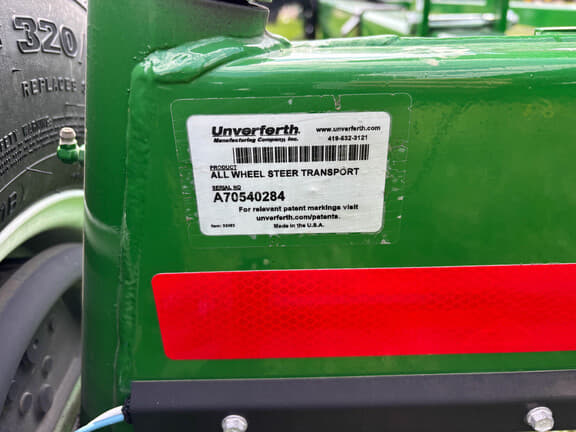 320/
REPLACE
Unverferth
Manufacturing Company, Inc.
www.unverferth.com
419-532-3121
PRODUCT
ALL WHEEL STEER TRANSPORT
SERIAL NO
A70540284
For relevant patent markings visit
unverferth.com/patents.
Made in the U.S.A.